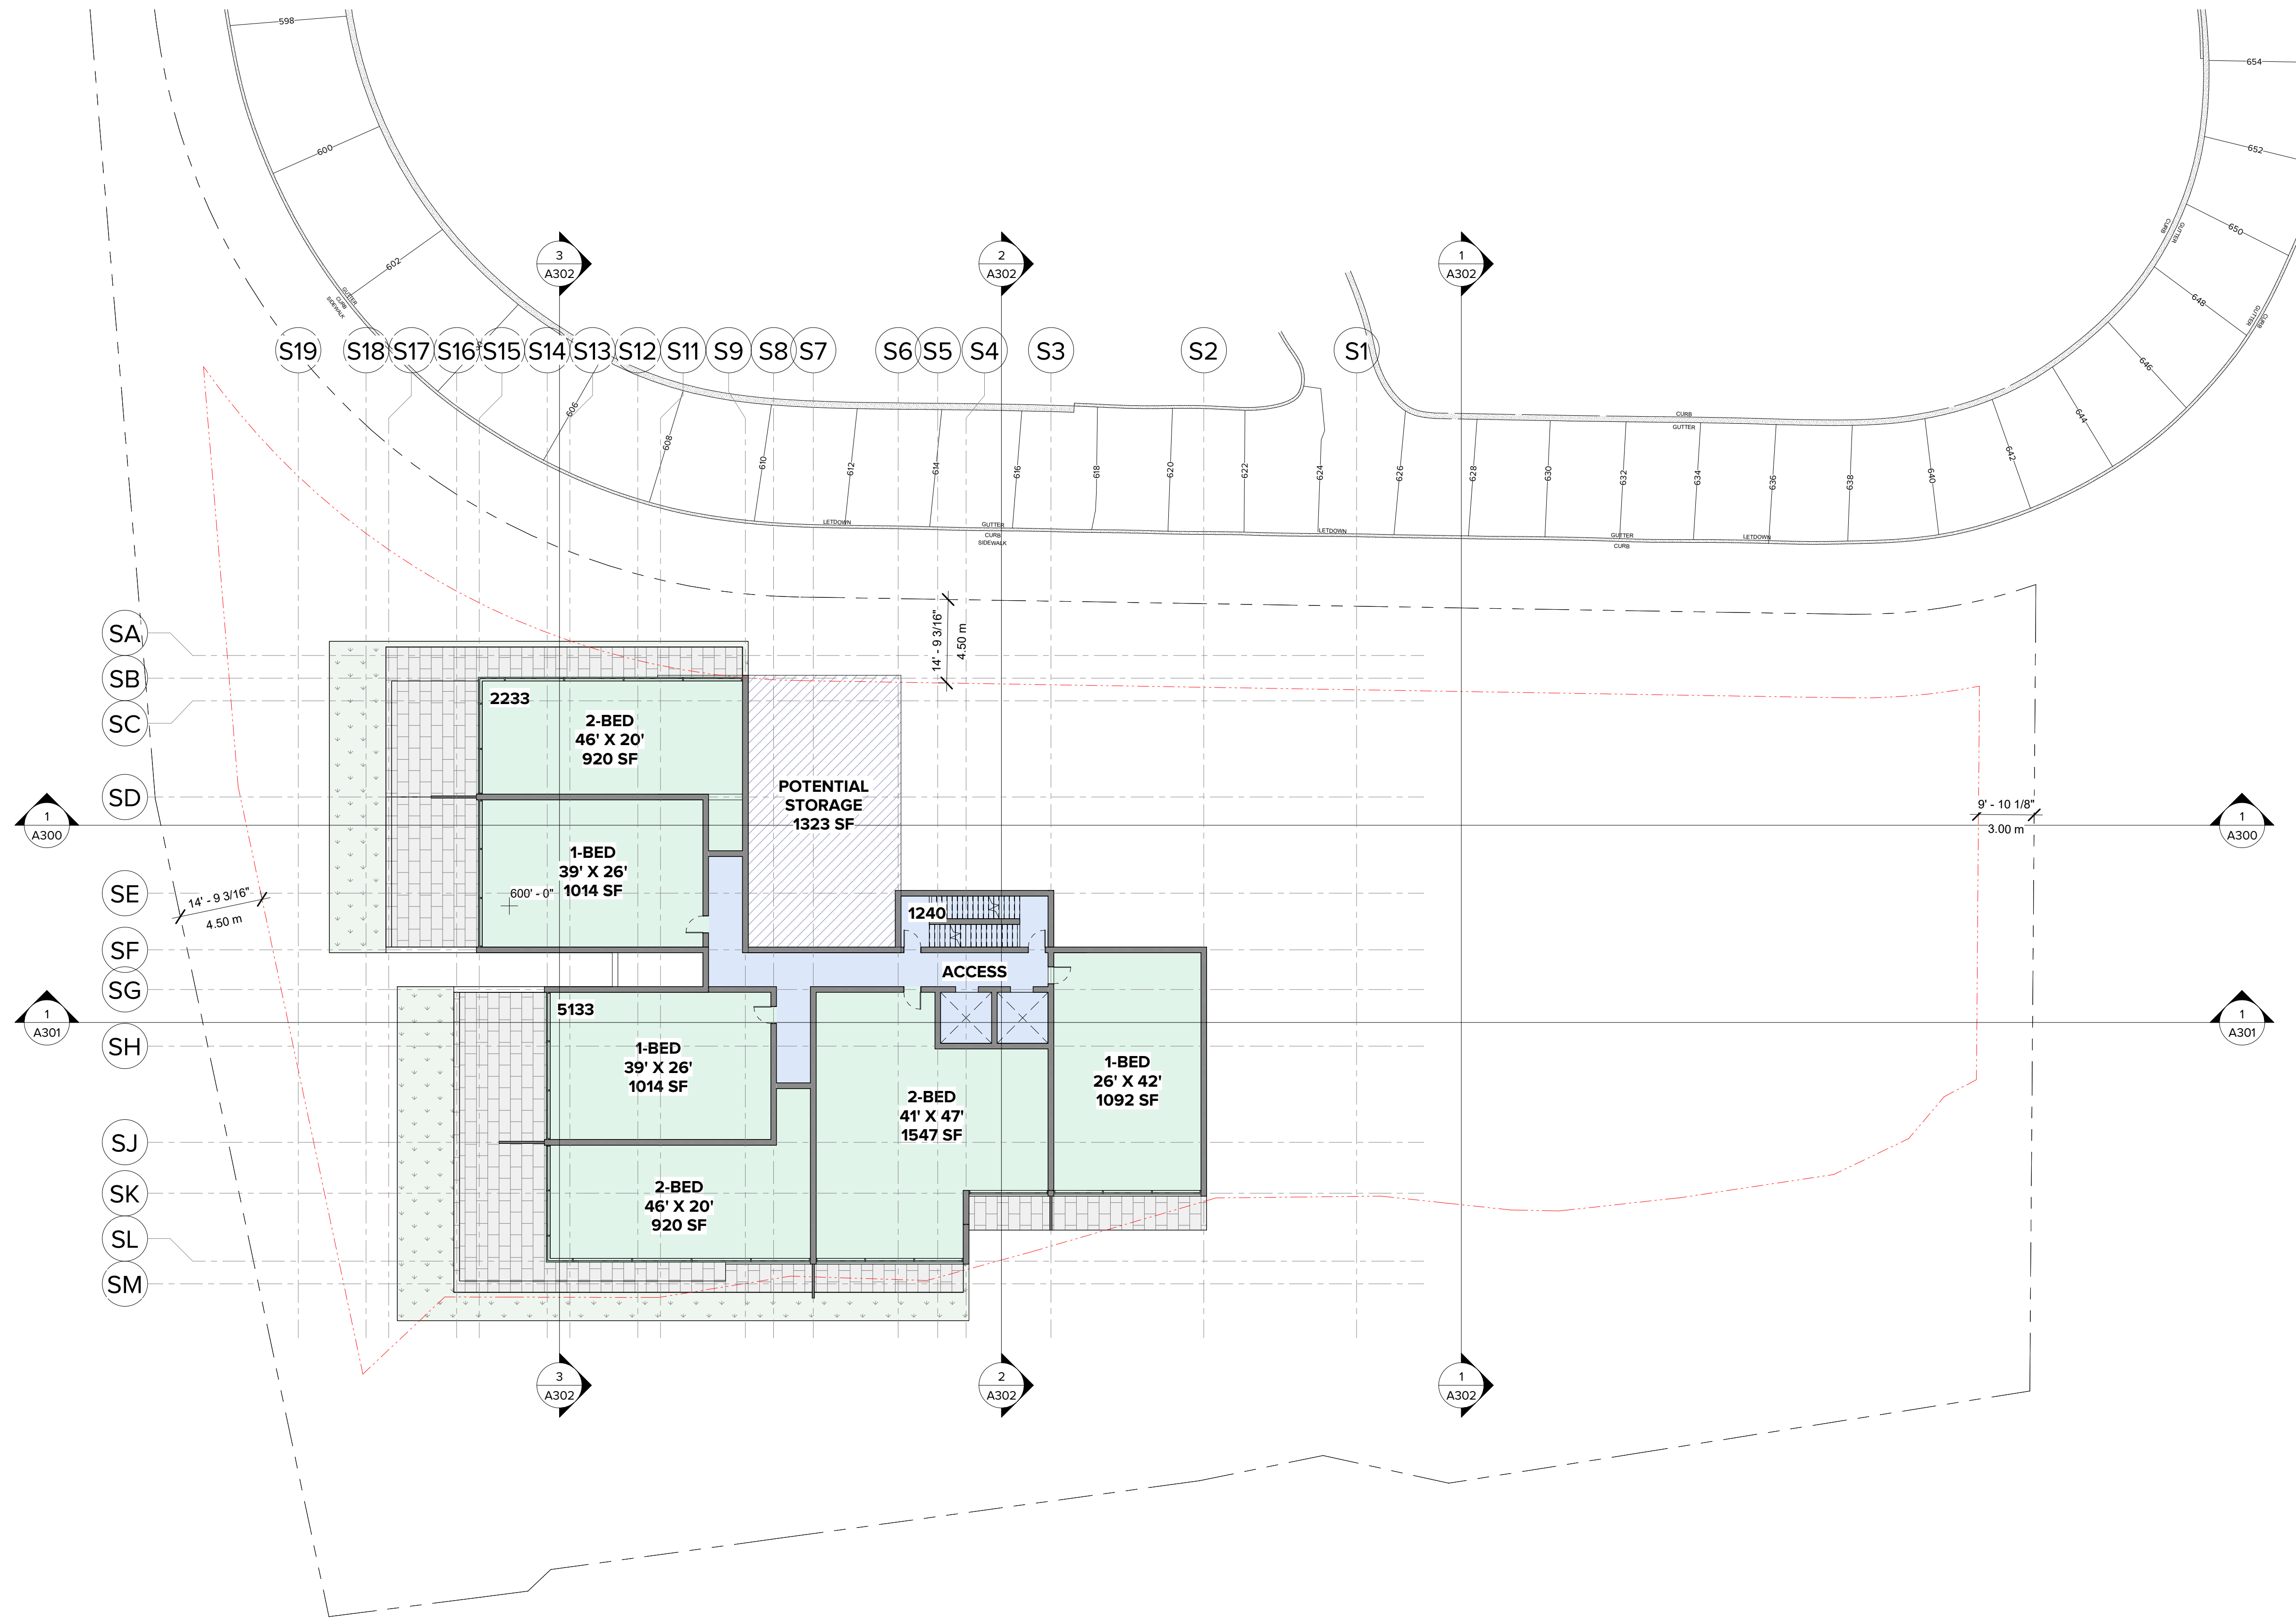 598
654
600
652
602
650
CURB
GUTTER
GUTTER
CURB
SIDEWALK
648
CURB
GUTTER
3
A302
2
A302
1
A302
646
S19
S18
S17
S16
S15
S14
S13
S12
S11
S9
S8
S7
S6
S5
S4
S3
S2
S1
606
608
610
612
614
616
618
620
622
624
626
628
630
632
634
636
638
640
642
644
CURB
GUTTER
LETDOWN
GUTTER
CURB
SIDEWALK
LETDOWN
GUTTER
CURB
LETDOWN
14' - 9 3/16"
4.50 m
SA
SB
SC
SD
SE
SF
SG
SH
SJ
SK
SL
SM
2233
2-BED
46' X 20'
920 SF
POTENTIAL
STORAGE
1323 SF
1
A300
9' - 10 1/8"
3.00 m
1
A300
1-BED
39' X 26'
1014 SF
600' - 0"
14' - 9 3/16"
4.50 m
1240
ACCESS
1
A301
5133
1
A301
1-BED
39' X 26'
1014 SF
1-BED
26' X 42'
1092 SF
2-BED
41' X 47'
1547 SF
2-BED
46' X 20'
920 SF
3
A302
2
A302
1
A302